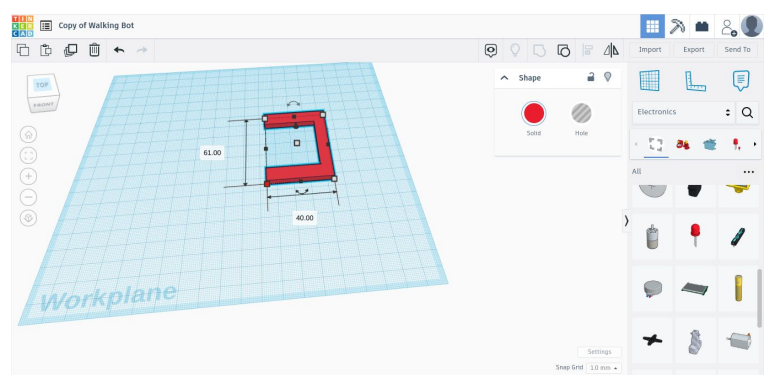 TIN
KER
CAD
Copy of Walking Bot
Import
Export
Send To
TOP
FRONT
Shape
Solid
Hole
Electronics
All
61.00
40.00
Workplane
Settings
Snap Grid 1.0 mm